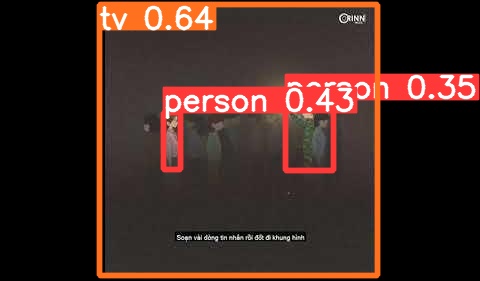 tv 0.64
ORINN
person 0.35
person 0.43
Soạn vài dòng tin nhắn rồi đốt đi khung hình